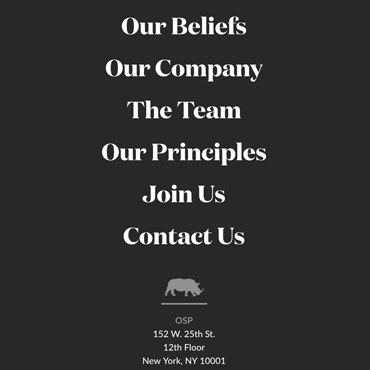 Our Beliefs
Our Company
The Team
Our Principles
Join Us
Contact Us
OSP
152 W. 25th St.
12th Floor
New York, NY 10001